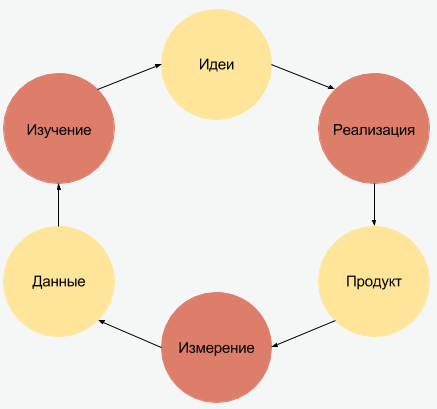 Идеи
Реализация
Продукт
Измерение
Данные
Изучение